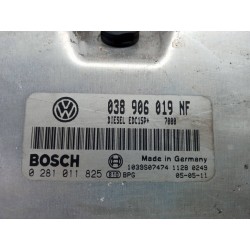 038 906 019 NF
DIESEL EDC15P+ 7000
BOSCH
Made in Germany
1039S07474 1128 0249
0 281 011 825 BPG 05-05-11